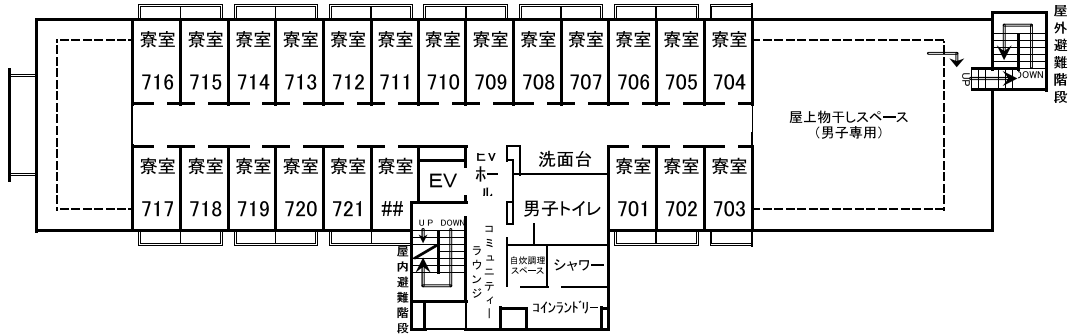 寮室 寮室 寮室 寮室 寮室 寮室 寮室 寮室 寮室 寮室 寮室 寮室 寮室
716 715 714 713 712 711 710 709 708 707 706 705 704
屋外避難階段
UP
DOWN
屋上物干しスペース
（男子専用）
寮室 寮室 寮室 寮室 寮室 寮室
717 718 719 720 721 ##
EV
EV
ホー
ル
洗面台
男子トイレ
寮室 寮室 寮室
701 702 703
UP DOWN
屋内避難階段
コミュニティー
ラウンジ
自炊調理
スペース
シャワー
コインランドリー